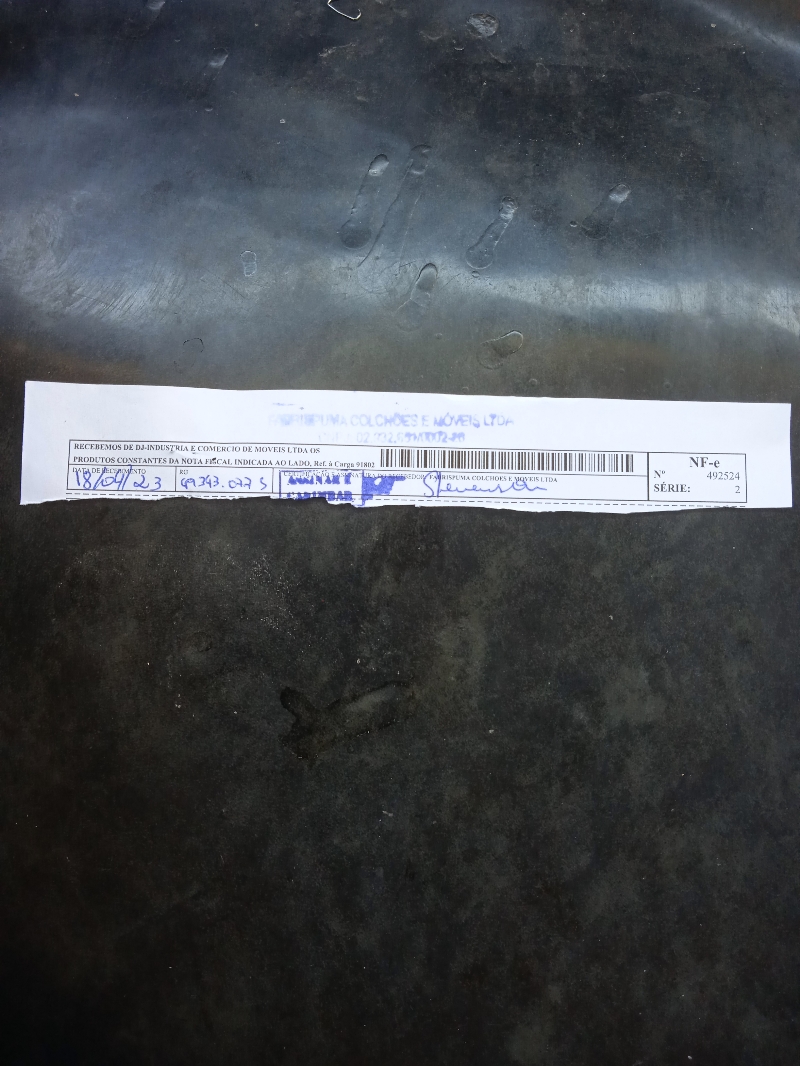 FABRISPUMA COLCHÕES E MÓVEIS LTDA
RECEBEMOS DE DJ-INDUSTRIA E COMERCIO DE MOVEIS LTDA OS
PRODUTOS CONSTANTES DA NOTA FISCAL INDICADA AO LADO, Ref. à Carga 91802
NF-e
Nº 492524
SÉRIE: 2
DATA DE RECEBIMENTO
RG
FABRISPUMA COLCHOES E MOVEIS LTDA
18/04/23
ASSINAR E
CARIMBAR